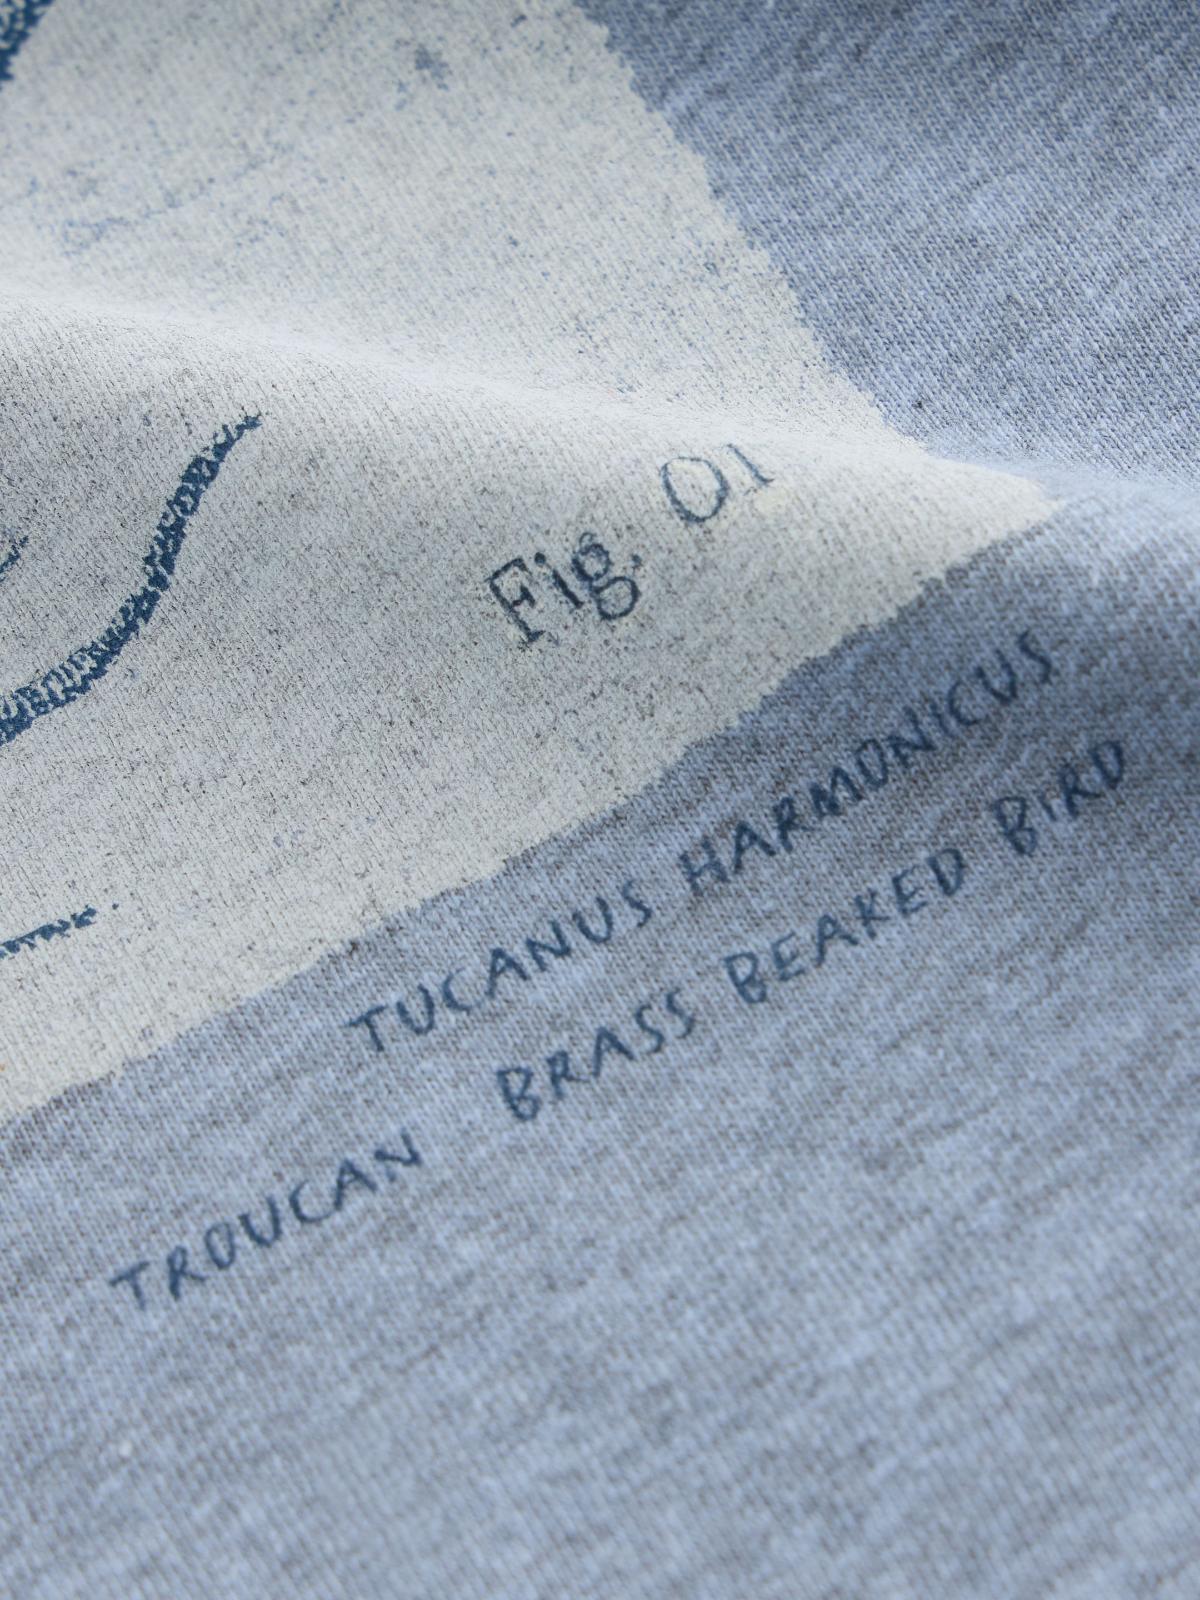 Fig. 01
TUCANUS HARMONICUS
TROUCAN BRASS BEAKED BiRD